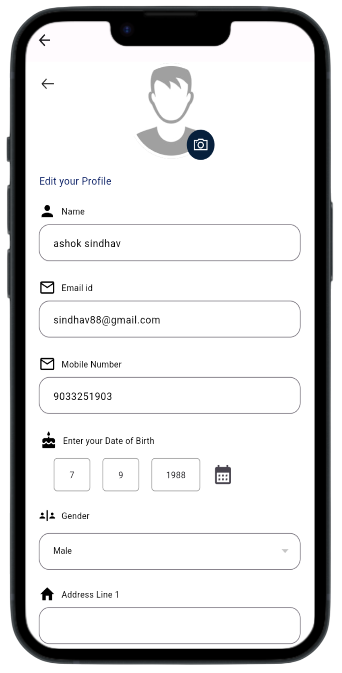 Edit your Profile
Name
ashok sindhav
Email id
sindhav88@gmail.com
Mobile Number
9033251903
Enter your Date of Birth
7 9 1988
Gender
Male
Address Line 1